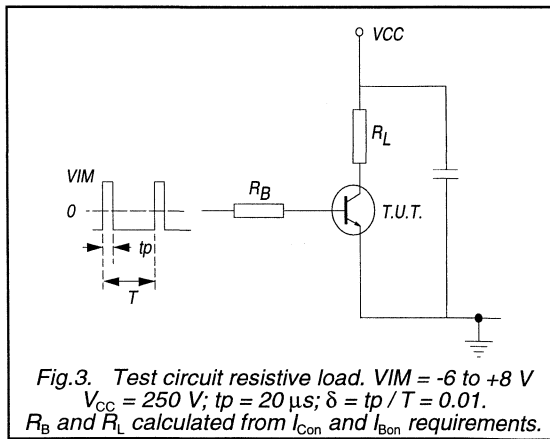 VCC
R_L
VIM
R_B
0
T.U.T.
tp
T
Fig.3. Test circuit resistive load. VIM = -6 to +8 V
V_CC = 250 V; tp = 20 µs; δ = tp / T = 0.01.
R_B and R_L calculated from I_Con and I_Bon requirements.